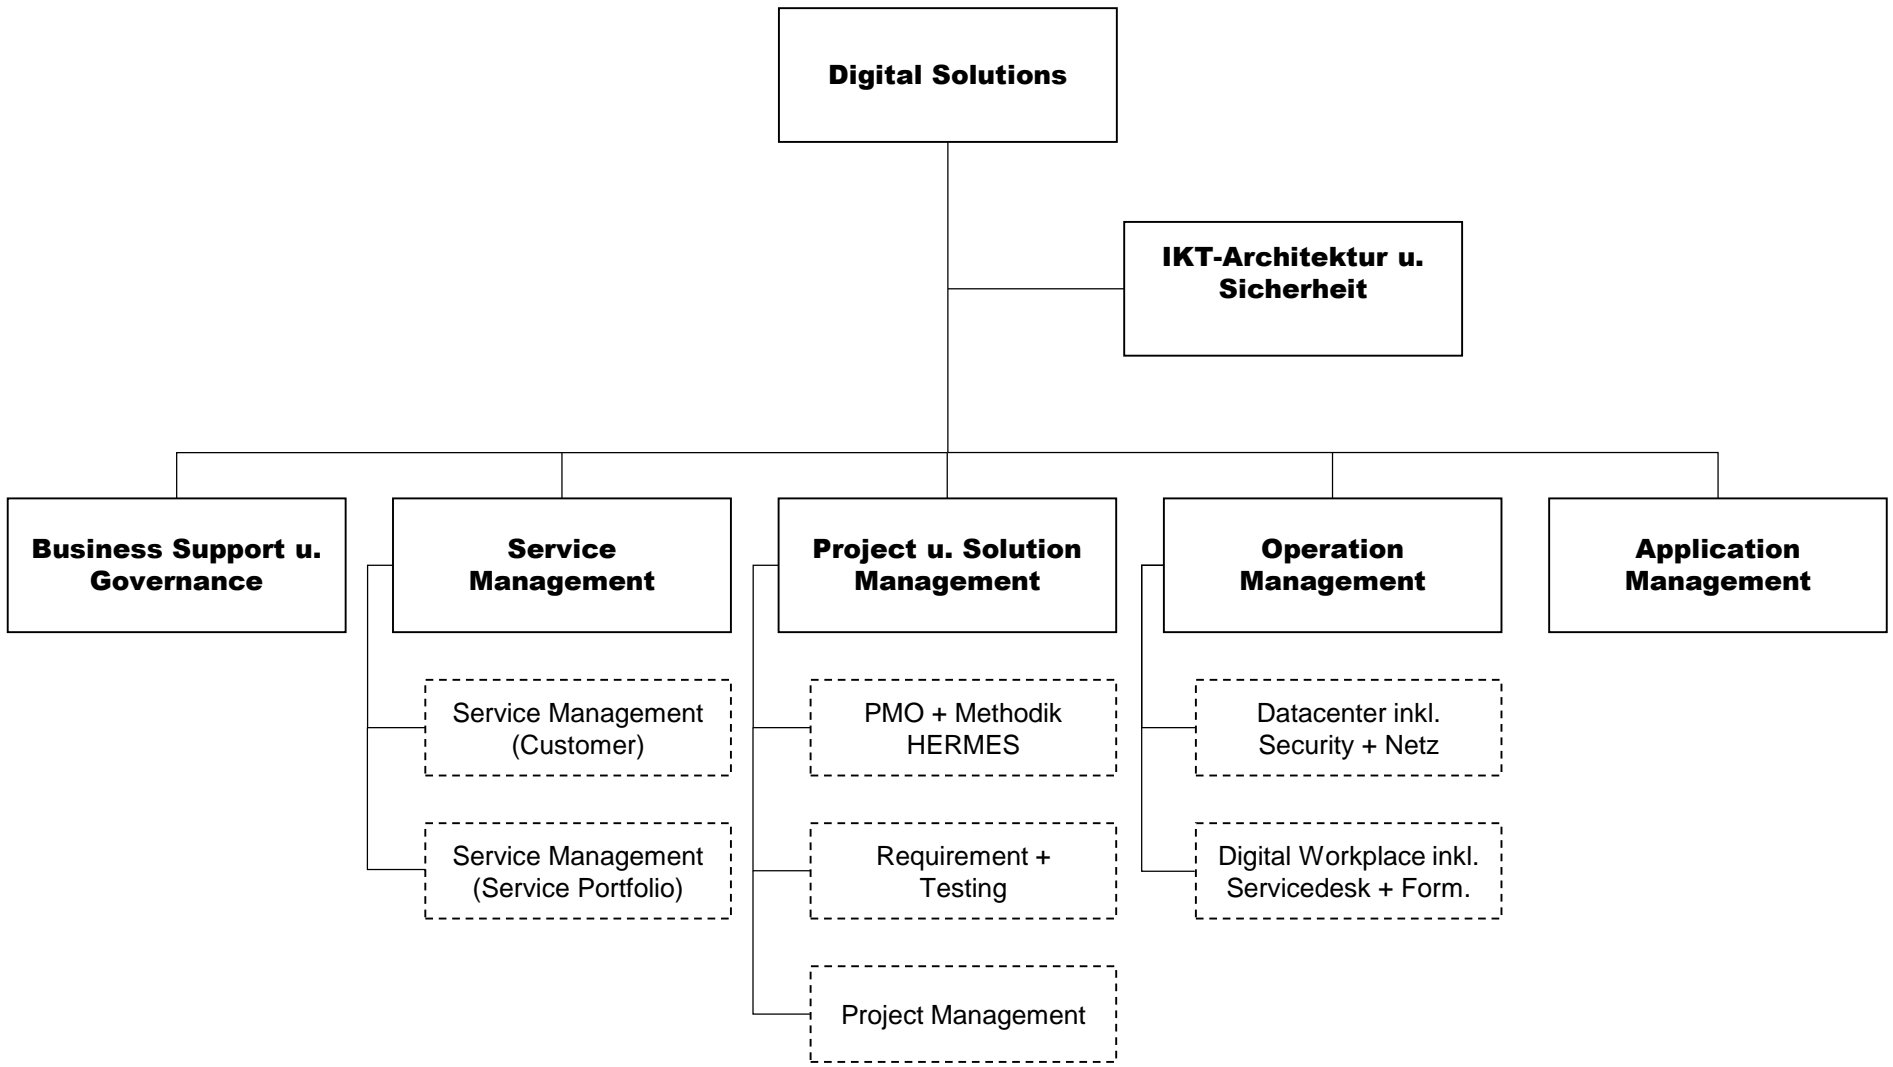 Digital Solutions
IKT-Architektur u.
Sicherheit
Business Support u.
Governance
Service
Management
Project u. Solution
Management
Operation
Management
Application
Management
Service Management
(Customer)
PMO + Methodik
HERMES
Datacenter inkl.
Security + Netz
Service Management
(Service Portfolio)
Requirement +
Testing
Digital Workplace inkl.
Servicedesk + Form.
Project Management